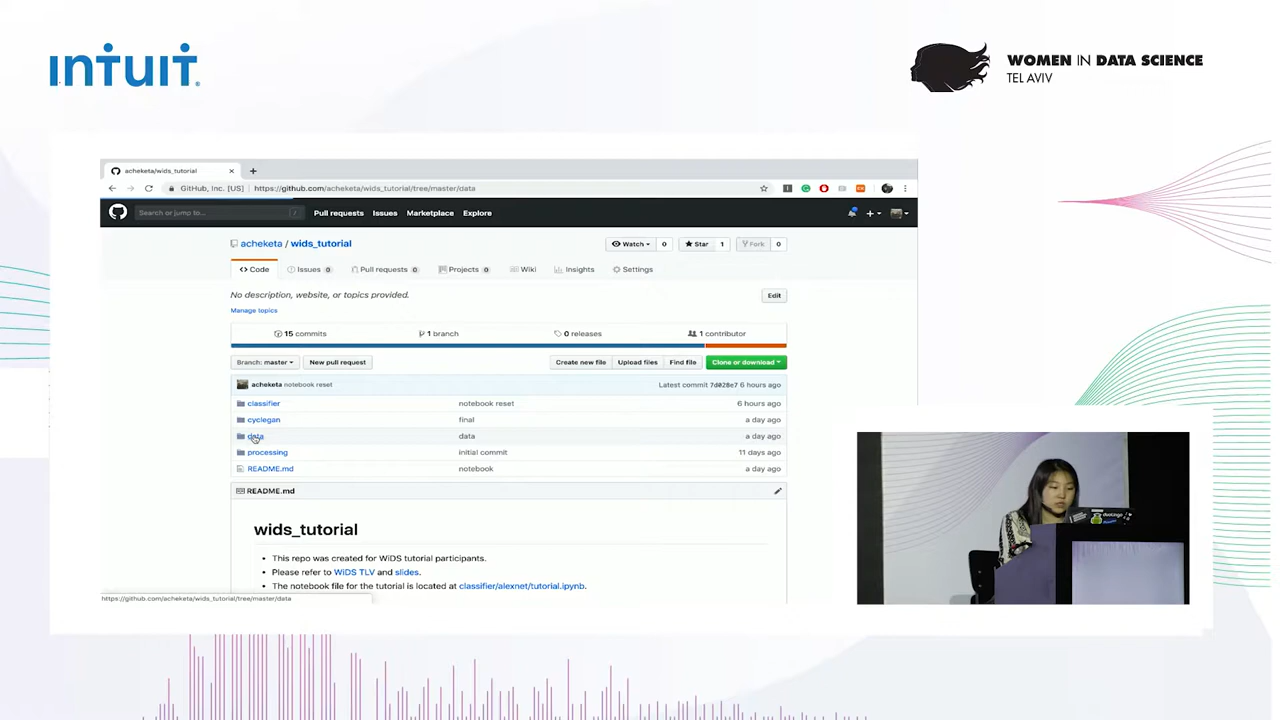 INTUIT
WOMEN IN DATA SCIENCE
TEL AVIV
acheketa/wids_tutorial
GitHub, Inc. [US]
https://github.com/acheketa/wids_tutorial/tree/master/data
Search or jump to...
/
Pull requests
Issues
Marketplace
Explore
acheketa / wids_tutorial
Watch
0
Star
1
Fork
0
Code
Issues 0
Pull requests 0
Projects 0
Wiki
Insights
Settings
No description, website, or topics provided.
Edit
Manage topics
15 commits
1 branch
0 releases
1 contributor
Branch: master
New pull request
Create new file
Upload files
Find file
Clone or download
acheketa notebook reset
Latest commit 7d028e7 6 hours ago
classifier
notebook reset
6 hours ago
cyclegan
final
a day ago
data
data
a day ago
processing
initial commit
11 days ago
README.md
notebook
a day ago
README.md
wids_tutorial
This repo was created for WiDS tutorial participants.
Please refer to WiDS TLV and slides.
The notebook file for the tutorial is located at classifier/alexnet/tutorial.ipynb.
https://github.com/acheketa/wids_tutorial/tree/master/data
duolingo